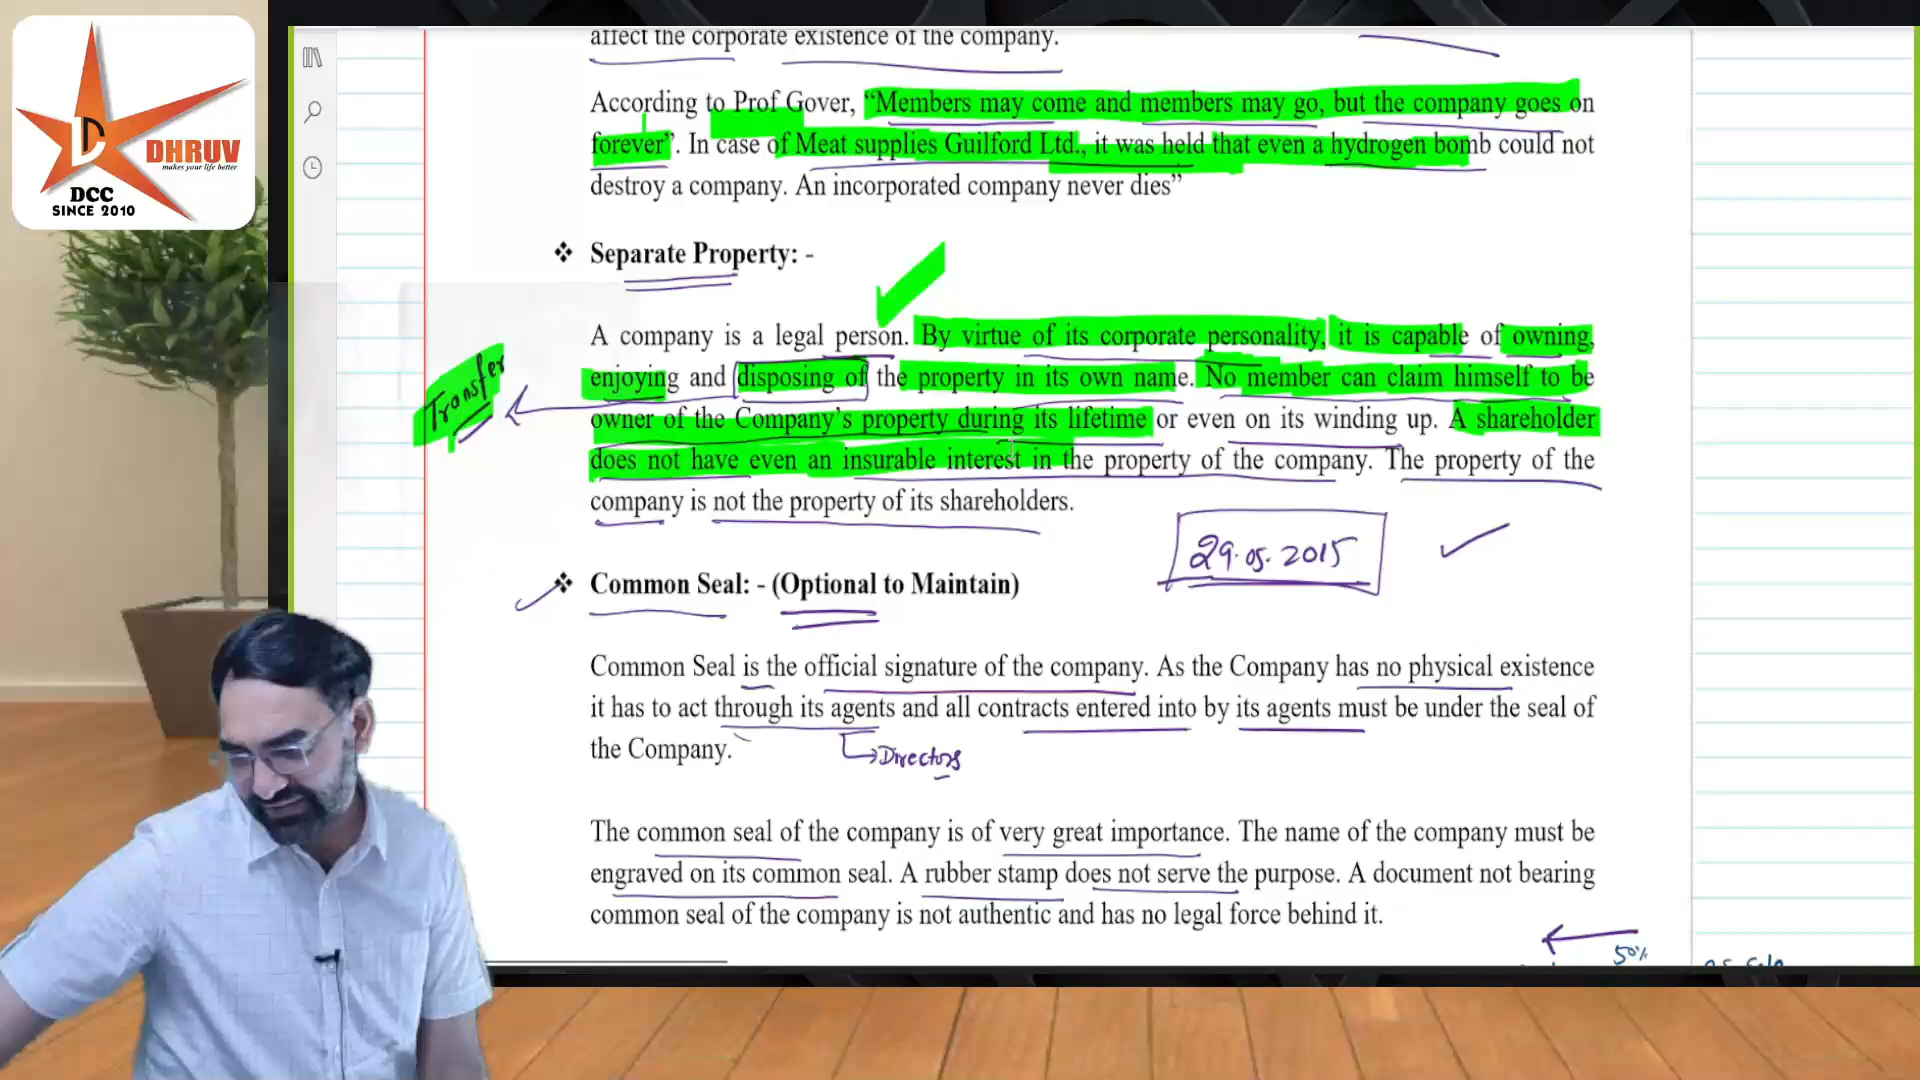 DHRUV
makes your life better
DCC
SINCE 2010
affect the corporate existence of the company.
According to Prof Gover, “Members may come and members may go, but the company goes on
forever”. In case of Meat supplies Guilford Ltd., it was held that even a hydrogen bomb could not
destroy a company. An incorporated company never dies”
❖ Separate Property: -
A company is a legal person. By virtue of its corporate personality, it is capable of owning,
enjoying and disposing of the property in its own name. No member can claim himself to be
Transfer
owner of the Company’s property during its lifetime or even on its winding up. A shareholder
does not have even an insurable interest in the property of the company. The property of the
company is not the property of its shareholders.
29.05.2015
❖ Common Seal: - (Optional to Maintain)
Common Seal is the official signature of the company. As the Company has no physical existence
it has to act through its agents and all contracts entered into by its agents must be under the seal of
the Company.
Directors
The common seal of the company is of very great importance. The name of the company must be
engraved on its common seal. A rubber stamp does not serve the purpose. A document not bearing
common seal of the company is not authentic and has no legal force behind it.
50%